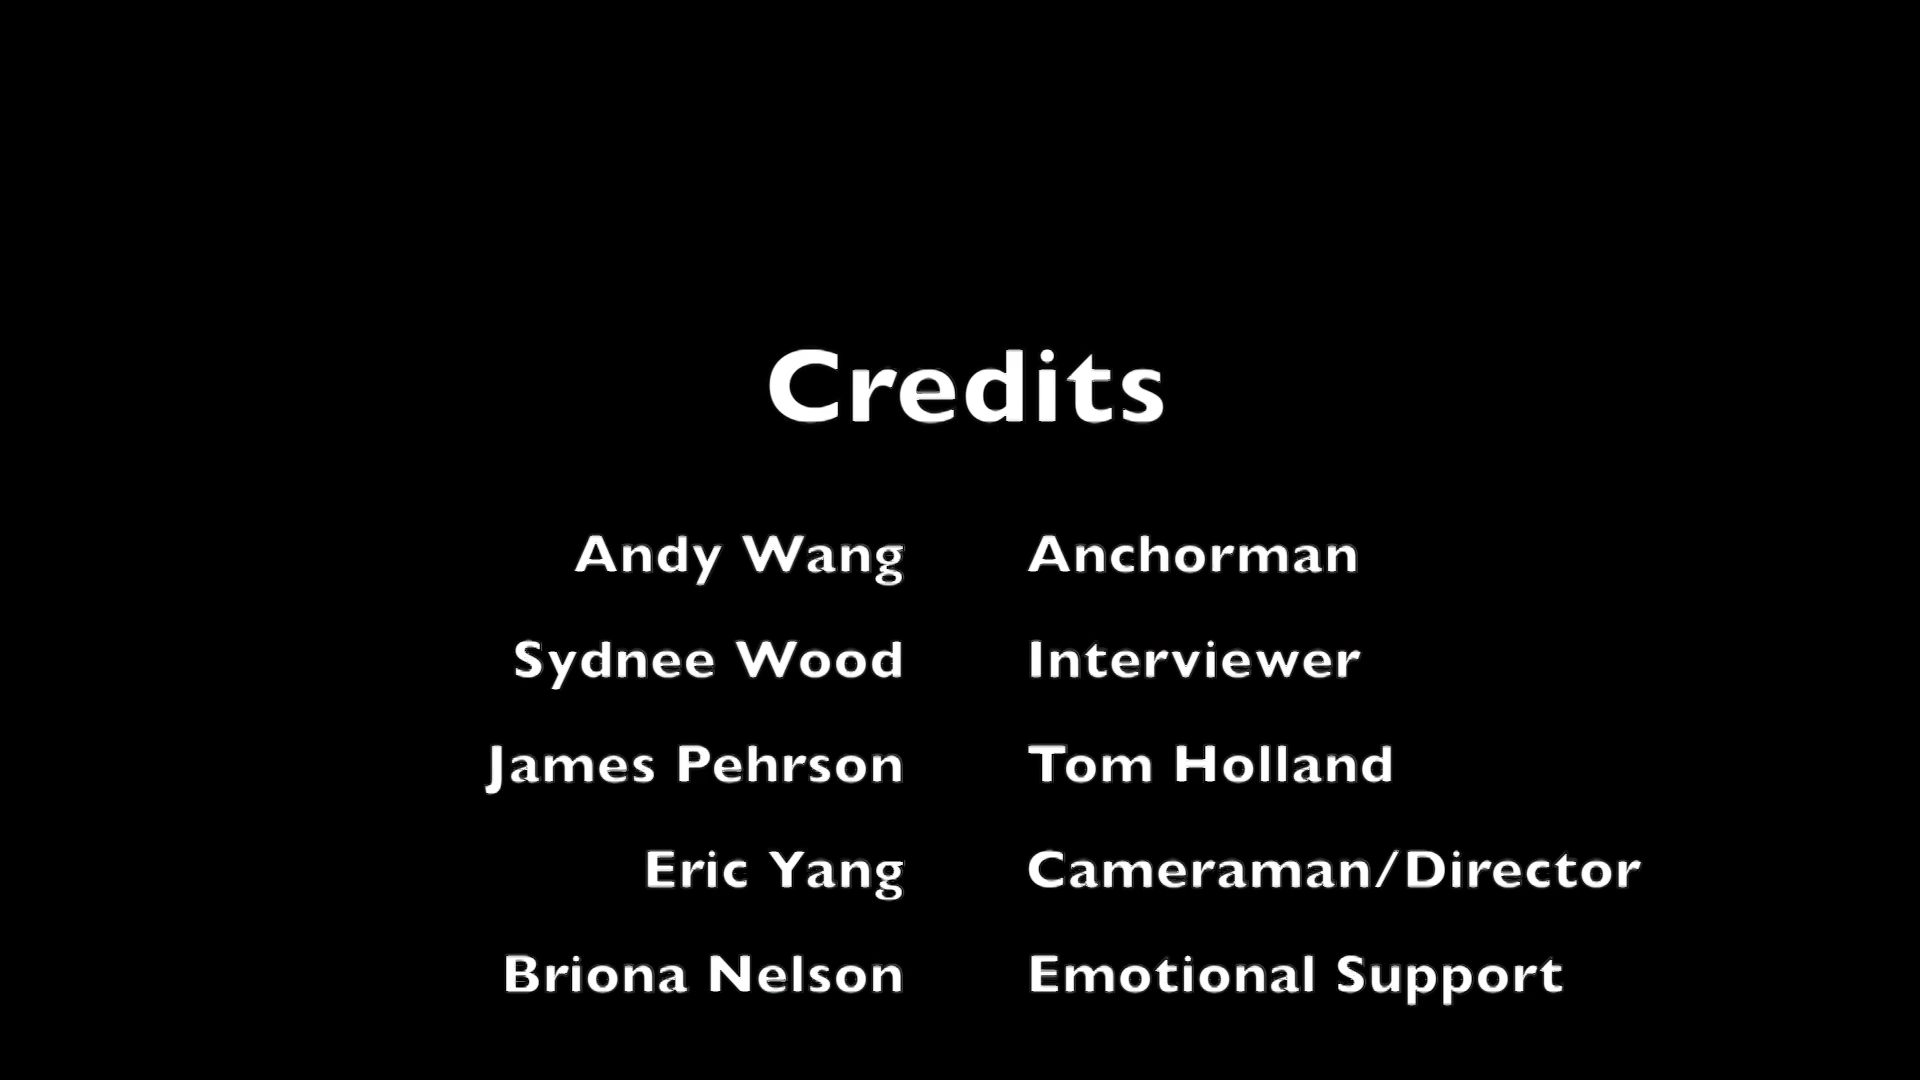 Credits
Andy Wang Anchorman
Sydnee Wood Interviewer
James Pehrson Tom Holland
Eric Yang Cameraman/Director
Briona Nelson Emotional Support